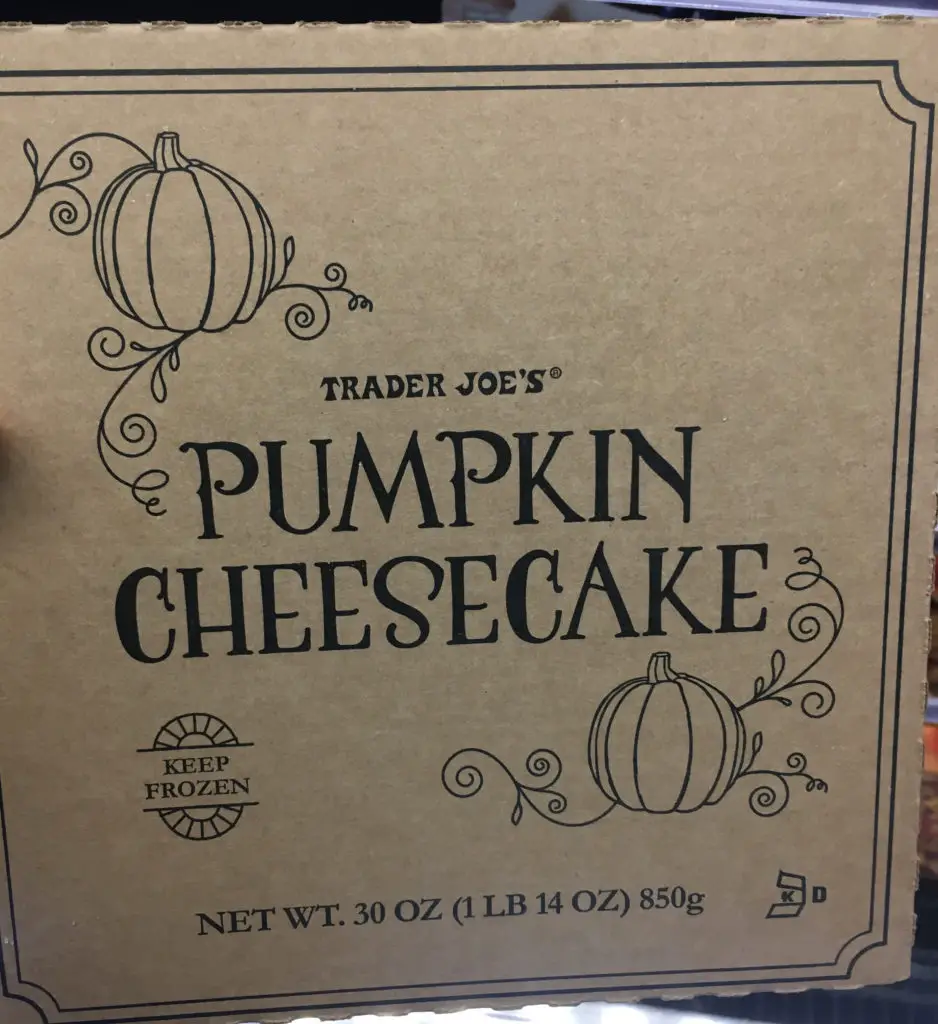 TRADER JOE'S®
PUMPKIN
CHEESECAKE
KEEP
FROZEN
NET WT. 30 OZ (1 LB 14 OZ) 850g
K D